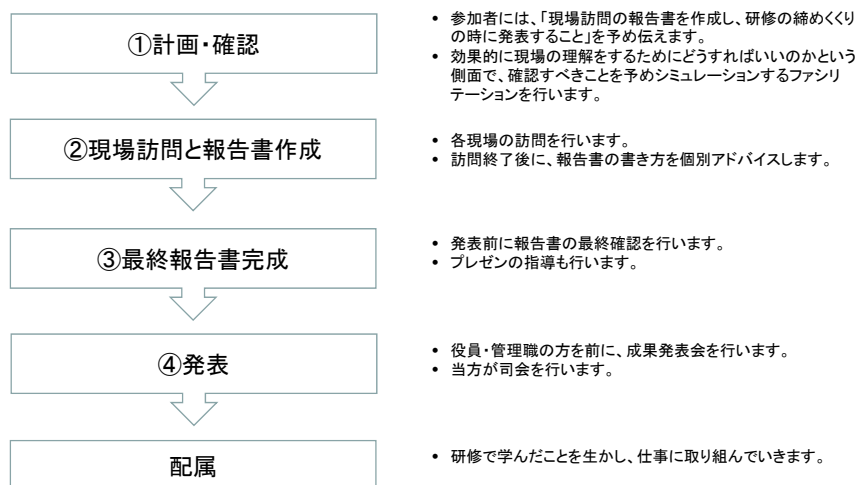 ①計画・確認
• 参加者には、「現場訪問の報告書を作成し、研修の締めくくり
の時に発表すること」を予め伝えます。
• 効果的に現場の理解をするためにどうすればいいのかという
側面で、確認すべきことを予めシミュレーションするファシリ
テーションを行います。
②現場訪問と報告書作成
• 各現場の訪問を行います。
• 訪問終了後に、報告書の書き方を個別アドバイスします。
③最終報告書完成
• 発表前に報告書の最終確認を行います。
• プレゼンの指導も行います。
④発表
• 役員・管理職の方を前に、成果発表会を行います。
• 当方が司会を行います。
配属
• 研修で学んだことを生かし、仕事に取り組んでいきます。